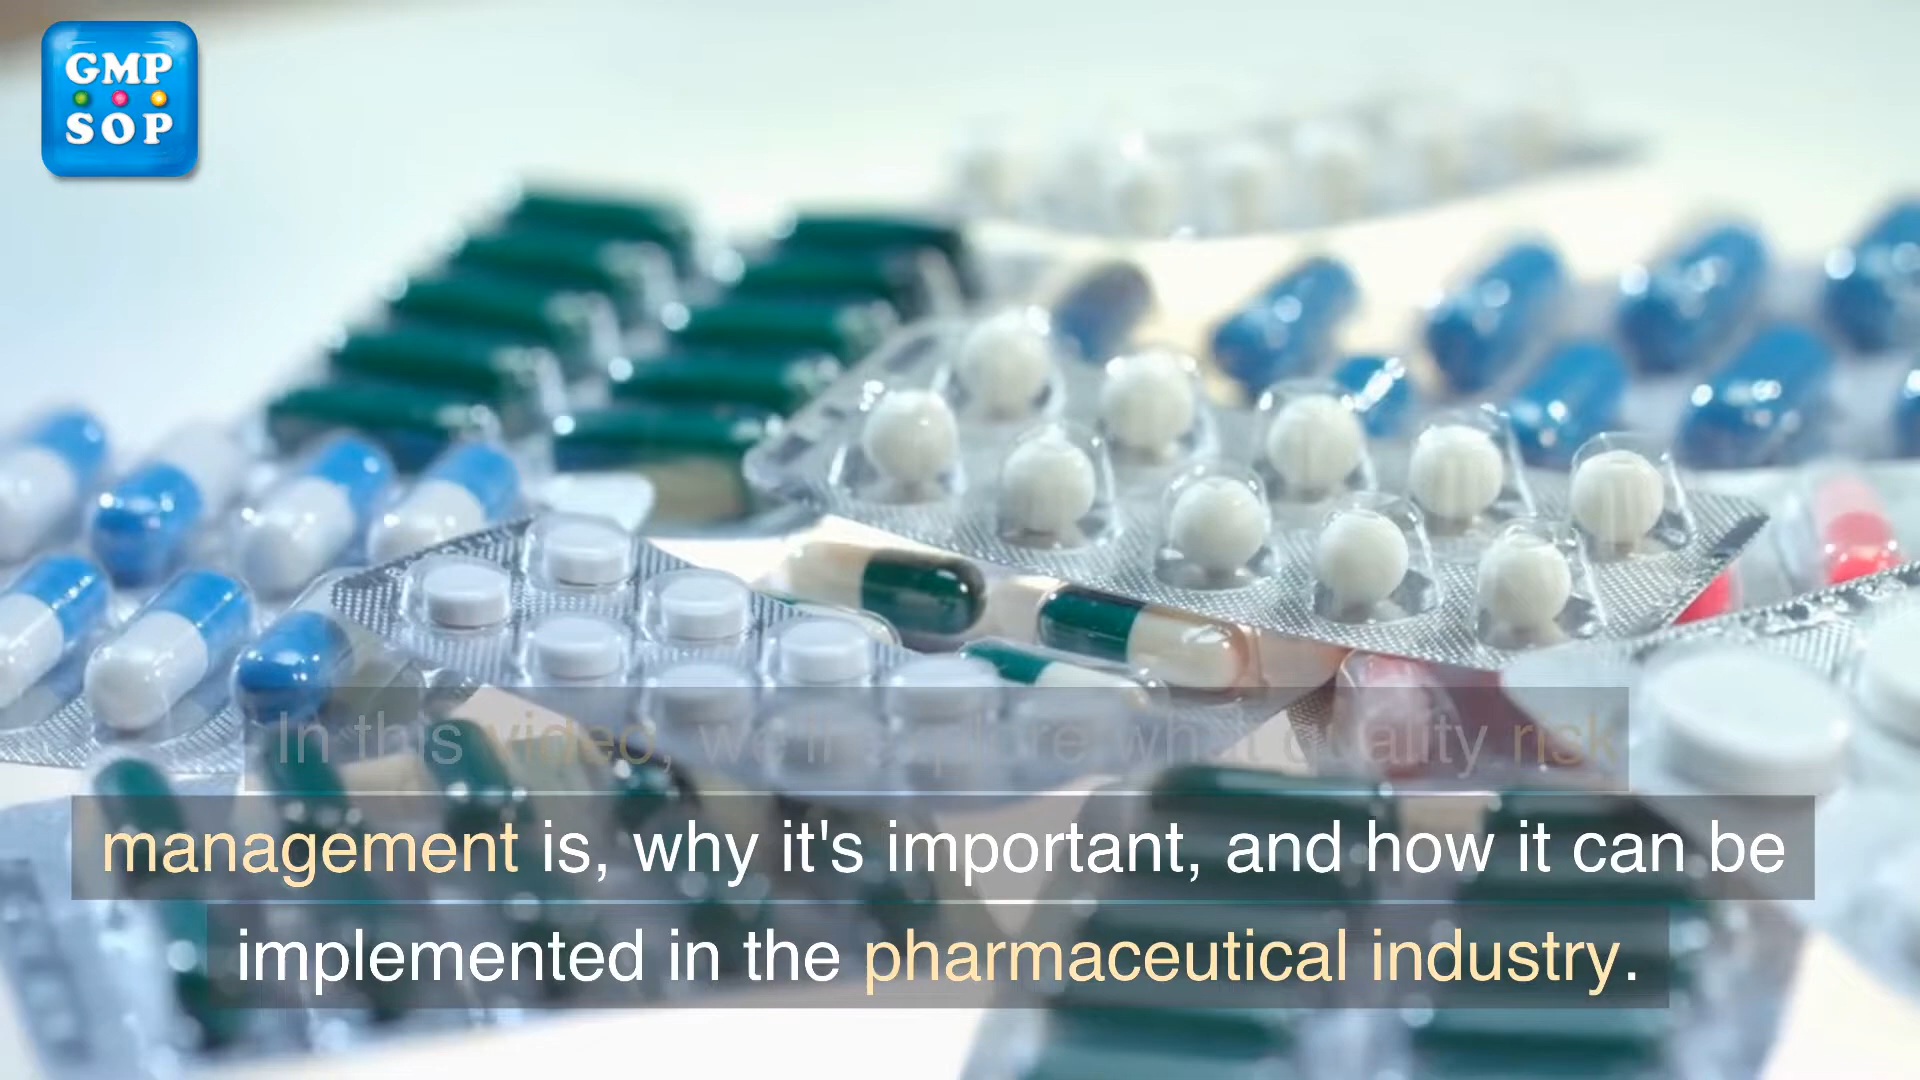 GMP
SOP
In this video, we'll explore what quality risk
management is, why it's important, and how it can be
implemented in the pharmaceutical industry.